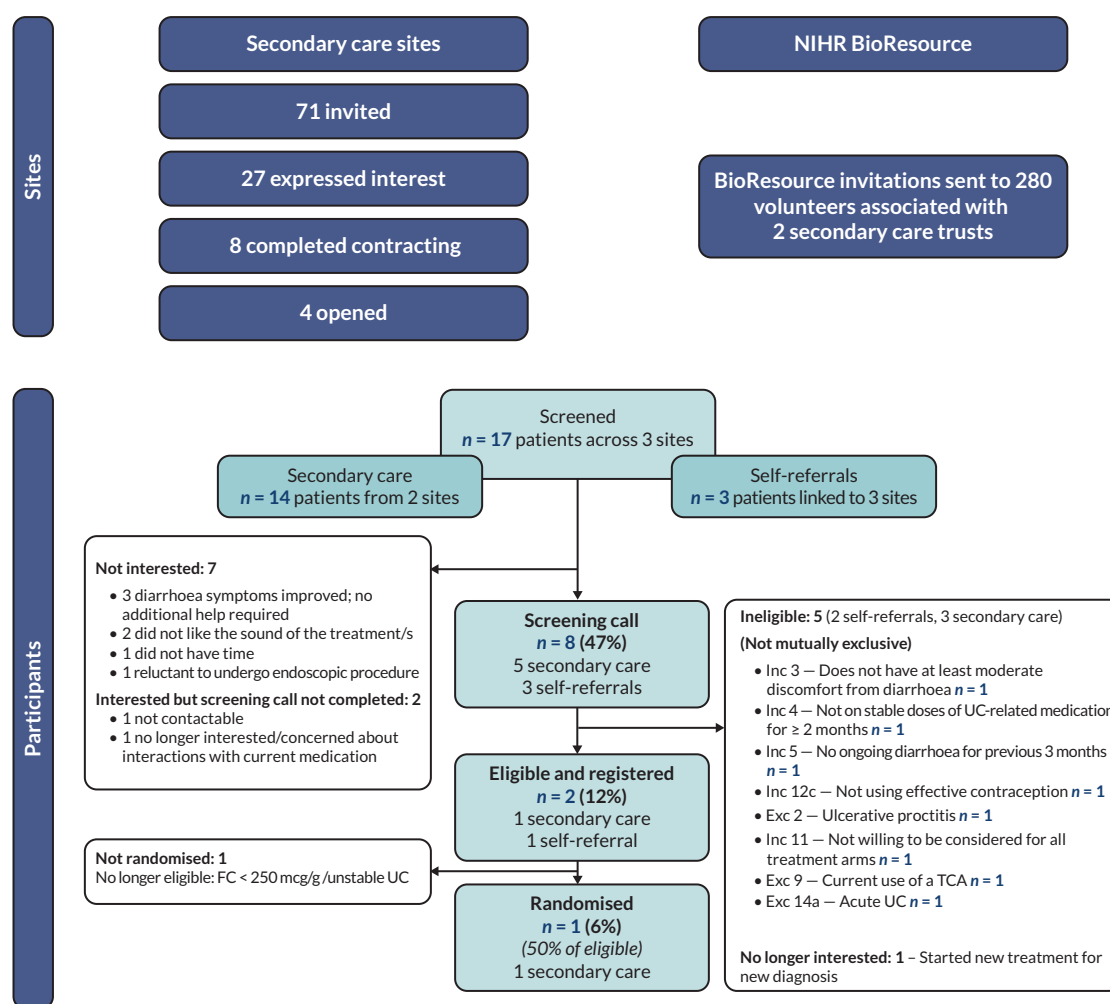 Sites
Secondary care sites
71 invited
27 expressed interest
8 completed contracting
4 opened
NIHR BioResource
BioResource invitations sent to 280
volunteers associated with
2 secondary care trusts
Participants
Screened
n = 17 patients across 3 sites
Secondary care
n = 14 patients from 2 sites
Self-referrals
n = 3 patients linked to 3 sites
Not interested: 7
• 3 diarrhoea symptoms improved; no
additional help required
• 2 did not like the sound of the treatment/s
• 1 did not have time
• 1 reluctant to undergo endoscopic procedure
Interested but screening call not completed: 2
• 1 not contactable
• 1 no longer interested/concerned about
interactions with current medication
Screening call
n = 8 (47%)
5 secondary care
3 self-referrals
Ineligible: 5 (2 self-referrals, 3 secondary care)
(Not mutually exclusive)
• Inc 3 — Does not have at least moderate
discomfort from diarrhoea n = 1
• Inc 4 — Not on stable doses of UC-related medication
for ≥ 2 months n = 1
• Inc 5 — No ongoing diarrhoea for previous 3 months
n = 1
• Inc 12c — Not using effective contraception n = 1
• Exc 2 — Ulcerative proctitis n = 1
• Inc 11 — Not willing to be considered for all
treatment arms n = 1
• Exc 9 — Current use of a TCA n = 1
• Exc 14a — Acute UC n = 1
No longer interested: 1 – Started new treatment for
new diagnosis
Eligible and registered
n = 2 (12%)
1 secondary care
1 self-referral
Not randomised: 1
No longer eligible: FC < 250 mcg/g /unstable UC
Randomised
n = 1 (6%)
(50% of eligible)
1 secondary care